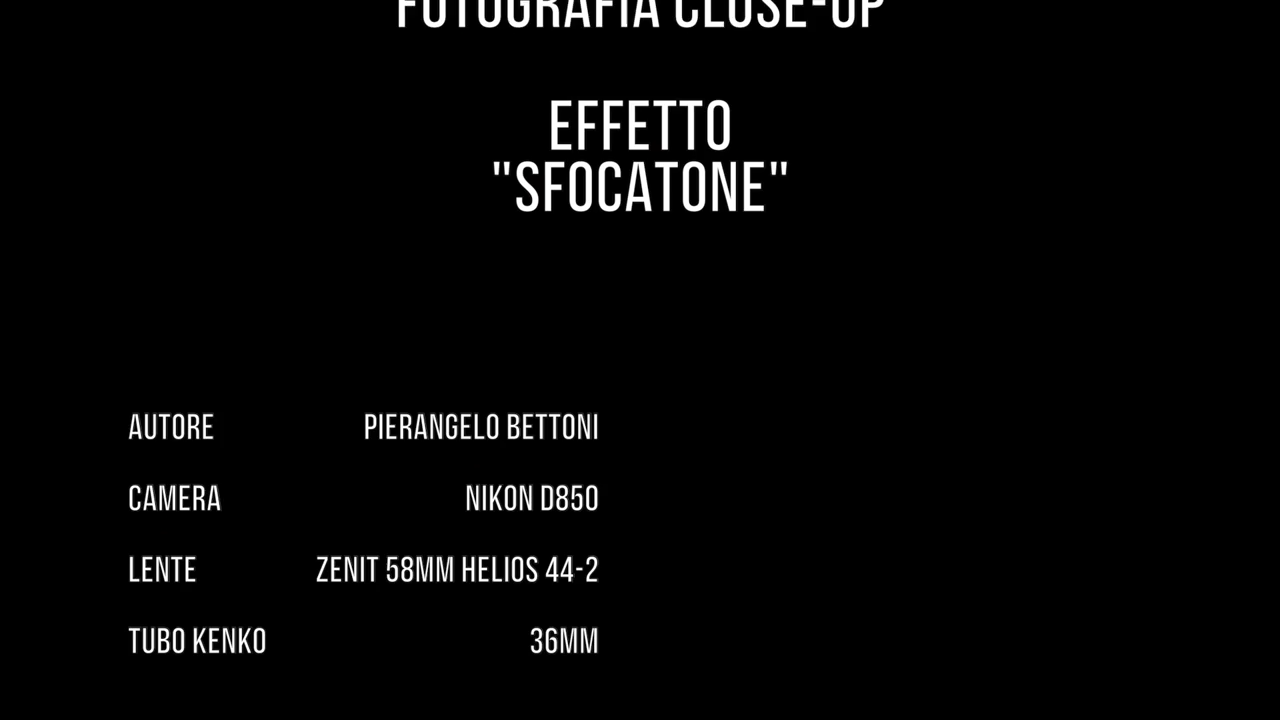 FOTOGRAFIA CLOSE-UP
EFFETTO
"SFOCATONE"
AUTORE PIERANGELO BETTONI
CAMERA NIKON D850
LENTE ZENIT 58MM HELIOS 44-2
TUBO KENKO 36MM